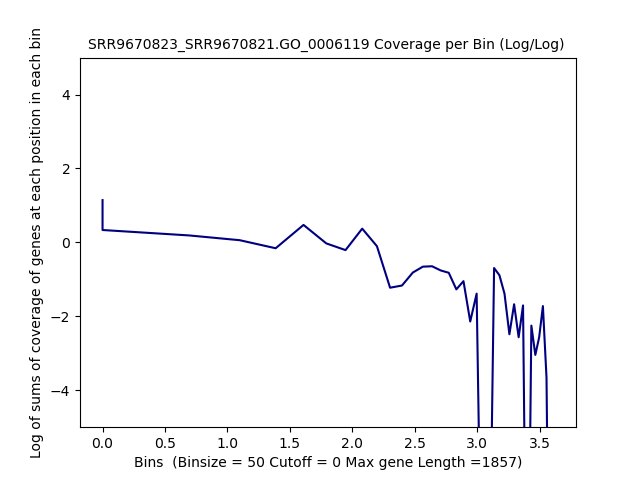 SRR9670823_SRR9670821.GO_0006119 Coverage per Bin (Log/Log)
Log of sums of coverage of genes at each position in each bin
4
2
0
−2
−4
0.0 0.5 1.0 1.5 2.0 2.5 3.0 3.5
Bins  (Binsize = 50 Cutoff = 0 Max gene Length =1857)